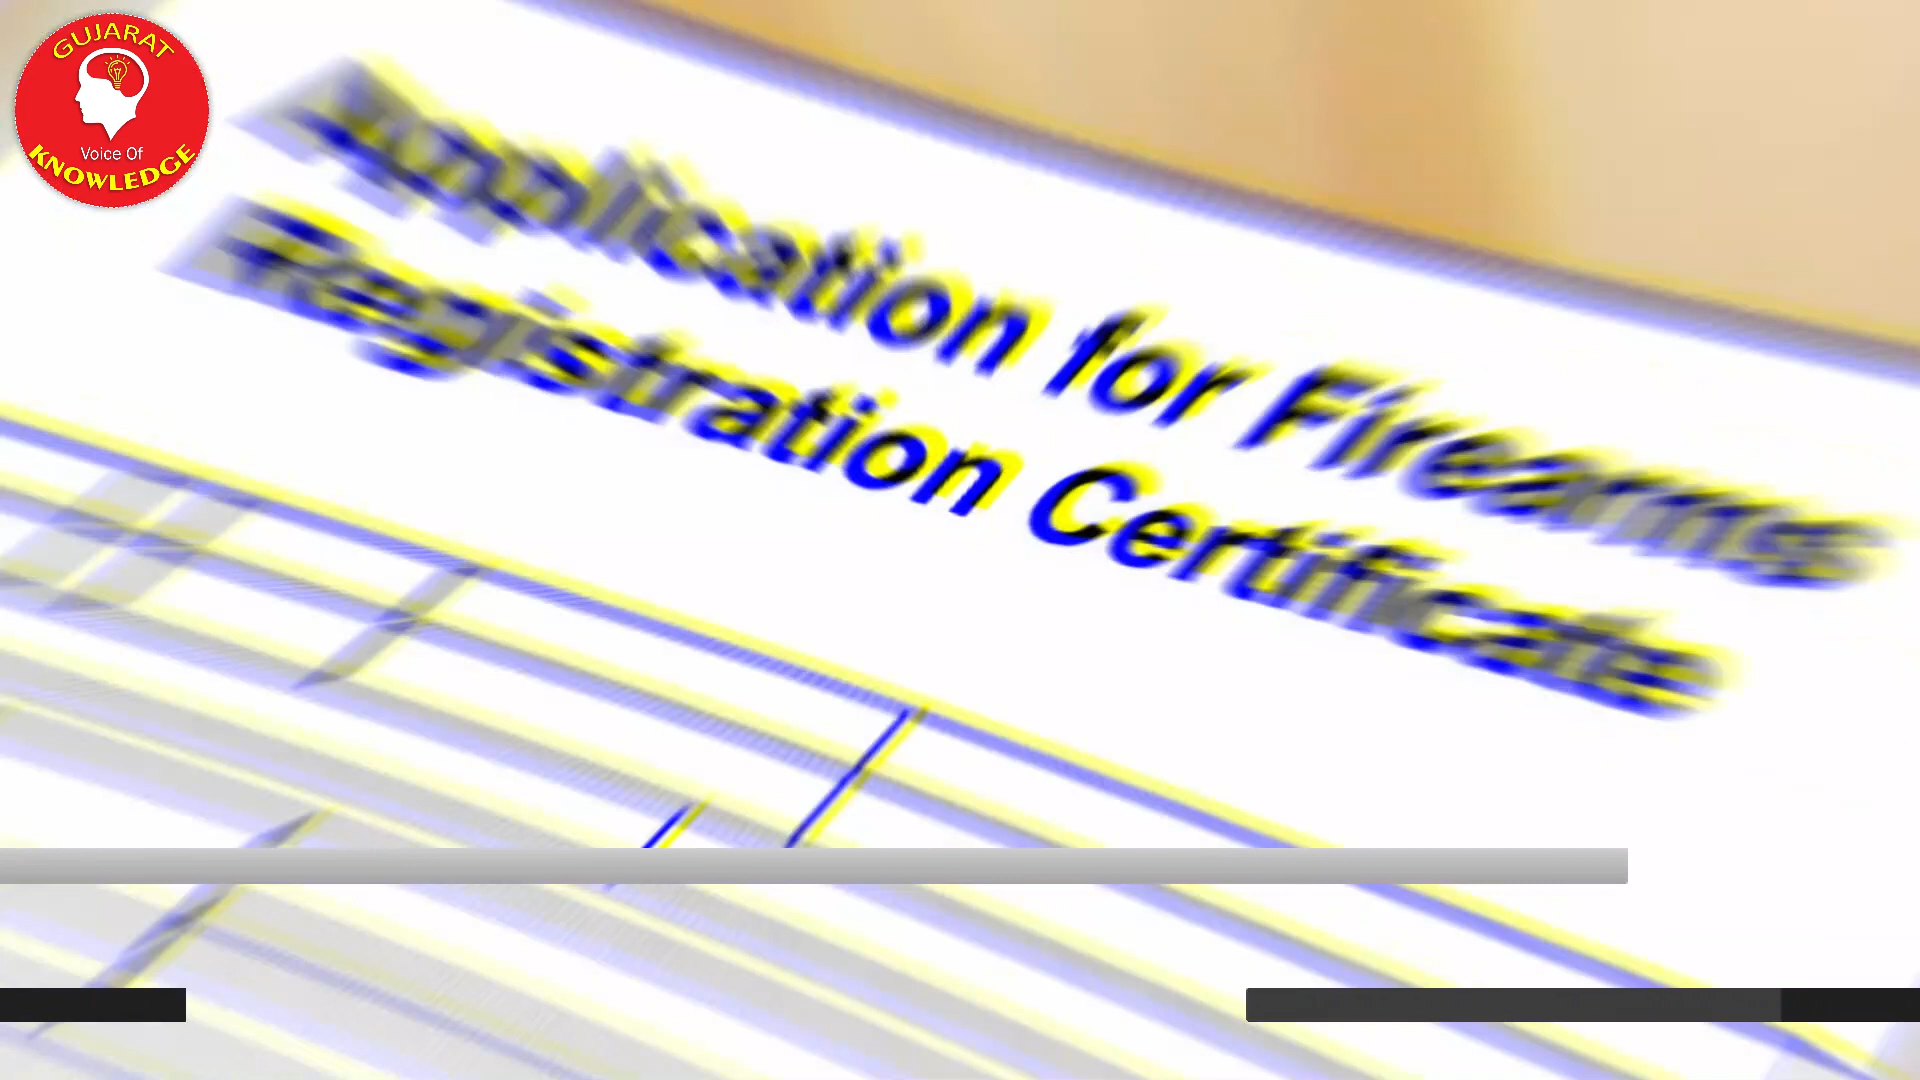 GUJARAT
Voice Of
KNOWLEDGE
Application for Firearms
Registration Certificate